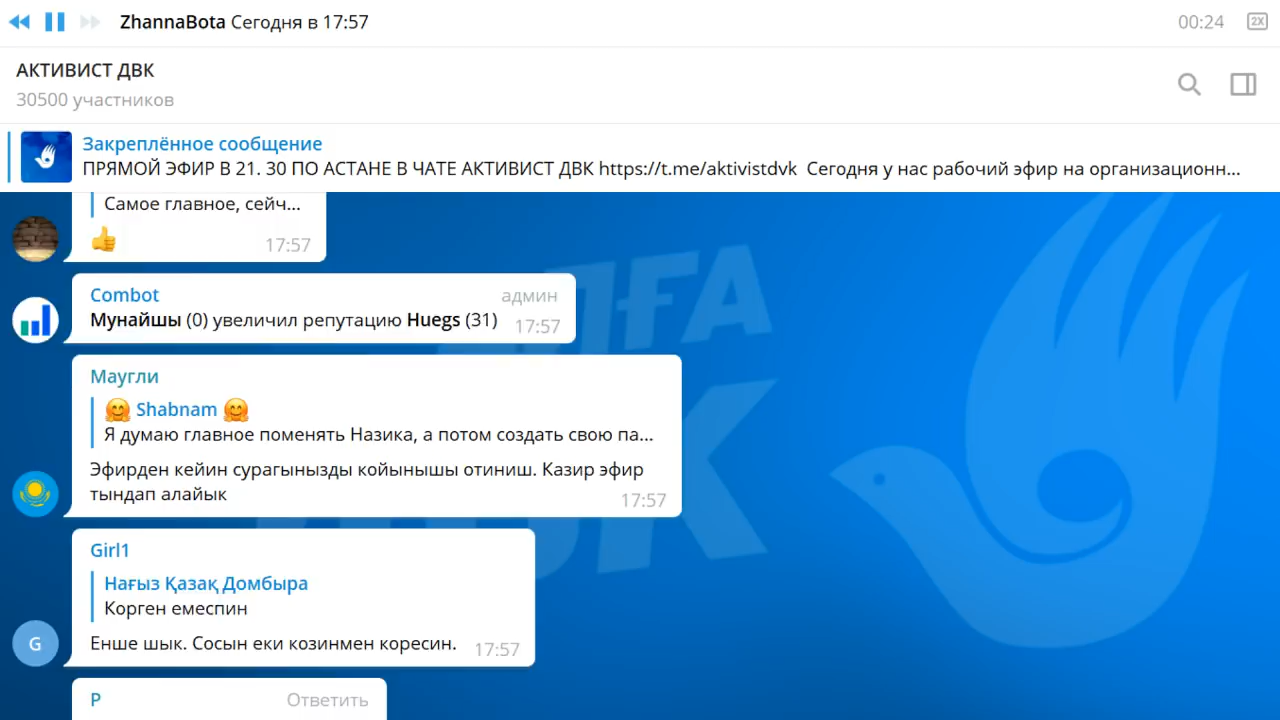 ZhannaBota Сегодня в 17:57
00:24
2X
АКТИВИСТ ДВК
30500 участников
Закреплённое сообщение
ПРЯМОЙ ЭФИР В 21. 30 ПО АСТАНЕ В ЧАТЕ АКТИВИСТ ДВК https://t.me/aktivistdvk Сегодня у нас рабочий эфир на организационн...
Самое главное, сейч...
17:57
Combot
админ
Мунайшы (0) увеличил репутацию Huegs (31)
17:57
Маугли
Shabnam
Я думаю главное поменять Назика, а потом создать свою па...
Эфирден кейин сурагынызды койынышы отиниш. Казир эфир
тындап алайык
17:57
Girl1
Нағыз Қазақ Домбыра
Корген емеспин
G
Енше шык. Сосын еки козинмен коресин.
17:57
P
Ответить